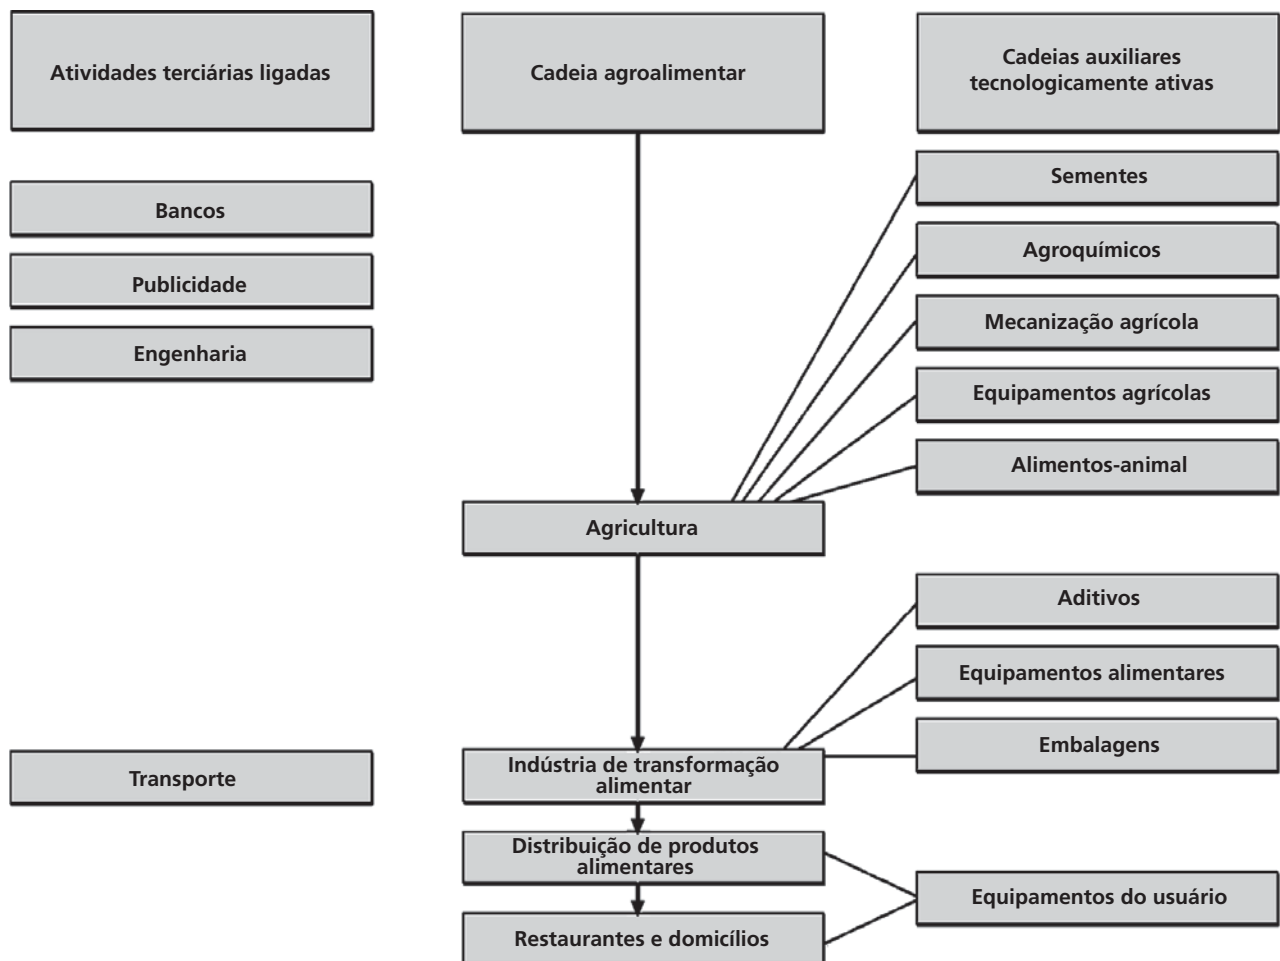 Atividades terciárias ligadas
Cadeia agroalimentar
Cadeias auxiliares
tecnologicamente ativas
Bancos
Publicidade
Engenharia
Transporte
Agricultura
Indústria de transformação
alimentar
Distribuição de produtos
alimentares
Restaurantes e domicílios
Sementes
Agroquímicos
Mecanização agrícola
Equipamentos agrícolas
Alimentos-animal
Aditivos
Equipamentos alimentares
Embalagens
Equipamentos do usuário